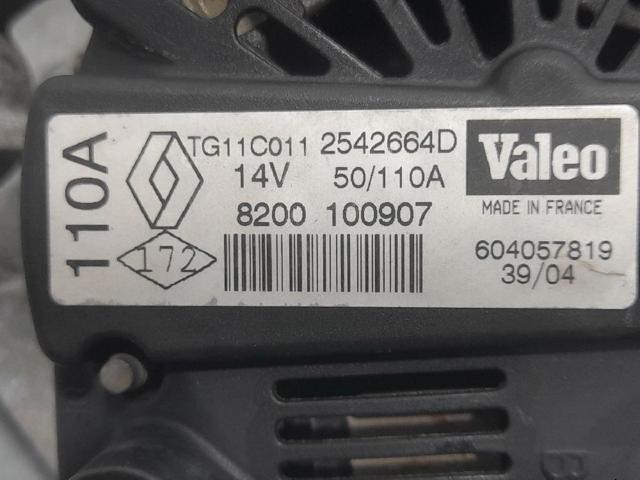 110A
TG11C011 2542664D
14V 50/110A
8200 100907
172
Valeo
MADE IN FRANCE
604057819
39/04
B